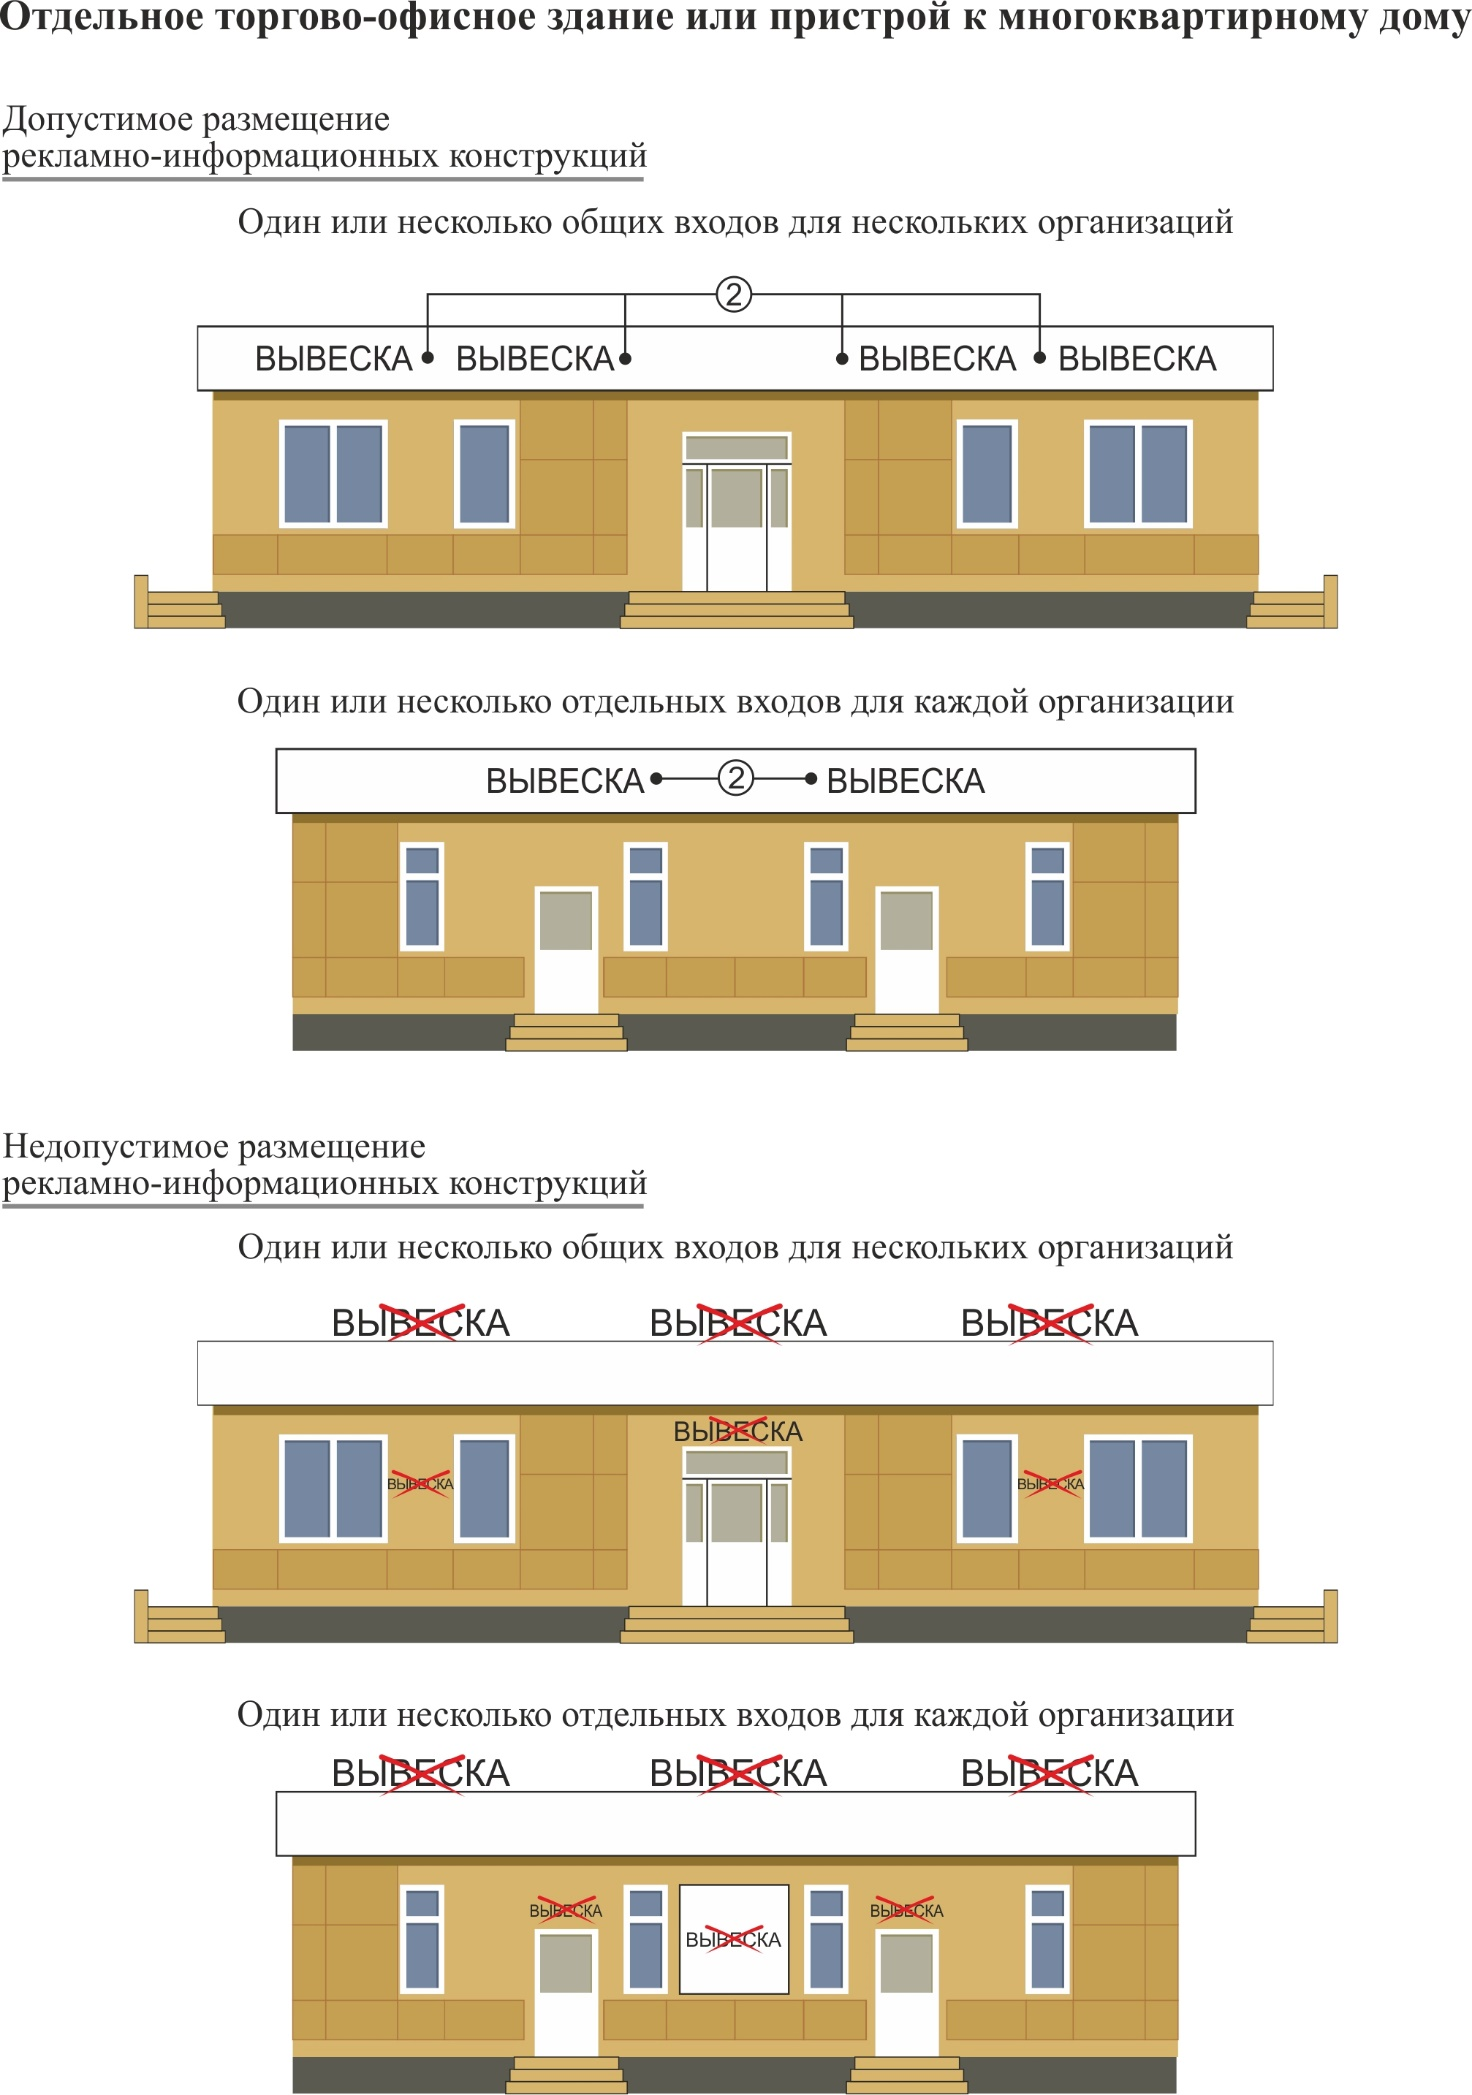 Отдельное торгово-офисное здание или пристрой к многоквартирному дому
Допустимое размещение
рекламно-информационных конструкций
Один или несколько общих входов для нескольких организаций
2
ВЫВЕСКА ВЫВЕСКА ВЫВЕСКА ВЫВЕСКА
Один или несколько отдельных входов для каждой организации
ВЫВЕСКА 2 ВЫВЕСКА
Недопустимое размещение
рекламно-информационных конструкций
Один или несколько общих входов для нескольких организаций
ВЫВЕСКА ВЫВЕСКА ВЫВЕСКА
ВЫВЕСКА
ВЫВЕСКА ВЫВЕСКА
Один или несколько отдельных входов для каждой организации
ВЫВЕСКА ВЫВЕСКА ВЫВЕСКА
ВЫВЕСКА ВЫВЕСКА
ВЫВЕСКА